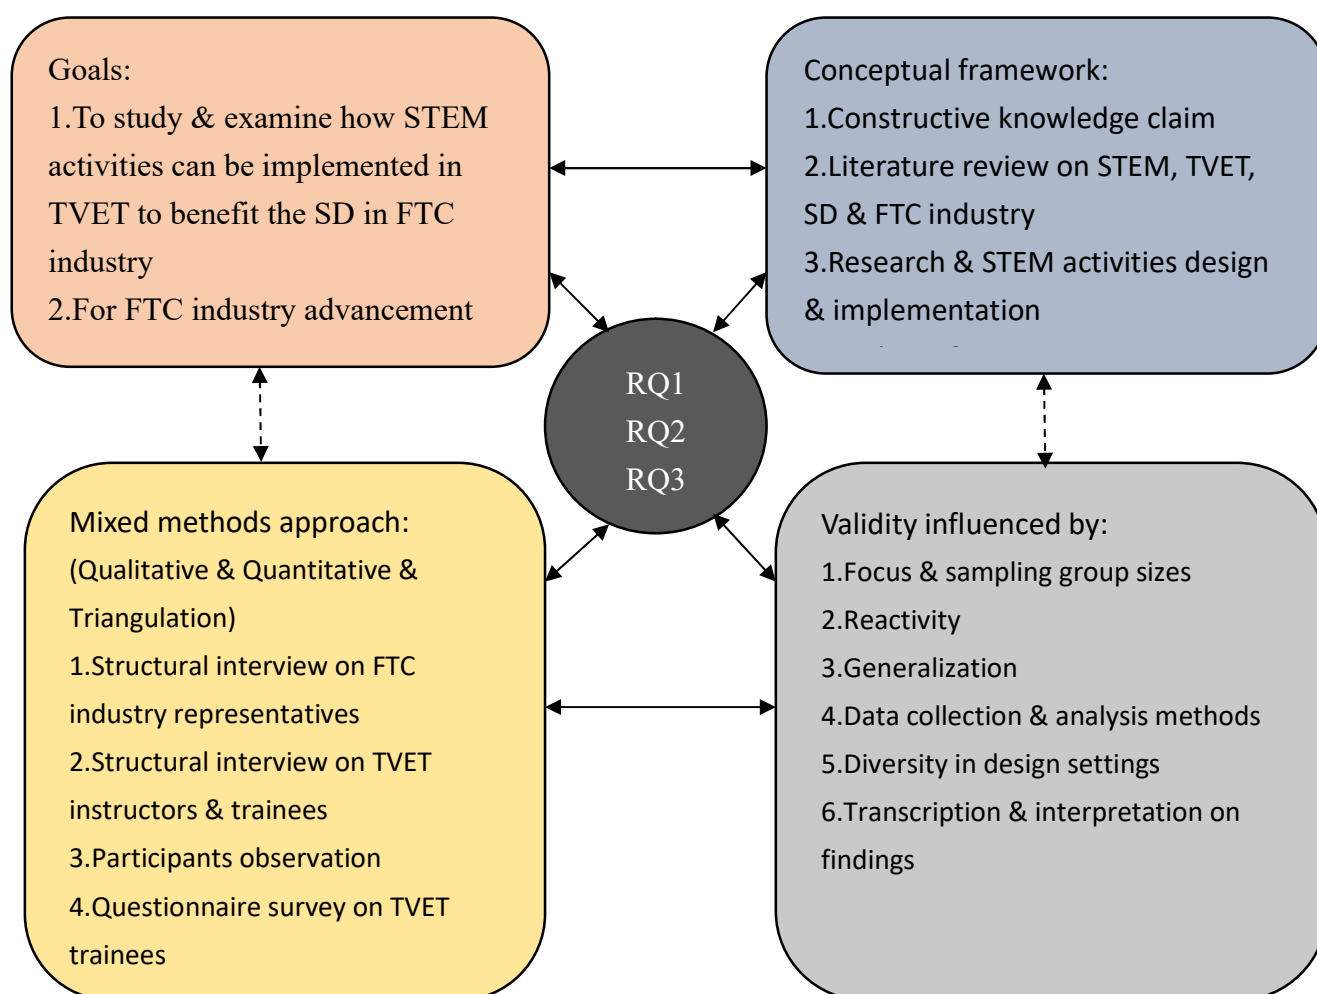 Goals:
1.To study & examine how STEM
activities can be implemented in
TVET to benefit the SD in FTC
industry
2.For FTC industry advancement
Conceptual framework:
1.Constructive knowledge claim
2.Literature review on STEM, TVET,
SD & FTC industry
3.Research & STEM activities design
& implementation
RQ1
RQ2
RQ3
Mixed methods approach:
(Qualitative & Quantitative &
Triangulation)
1.Structural interview on FTC
industry representatives
2.Structural interview on TVET
instructors & trainees
3.Participants observation
4.Questionnaire survey on TVET
trainees
Validity influenced by:
1.Focus & sampling group sizes
2.Reactivity
3.Generalization
4.Data collection & analysis methods
5.Diversity in design settings
6.Transcription & interpretation on
findings